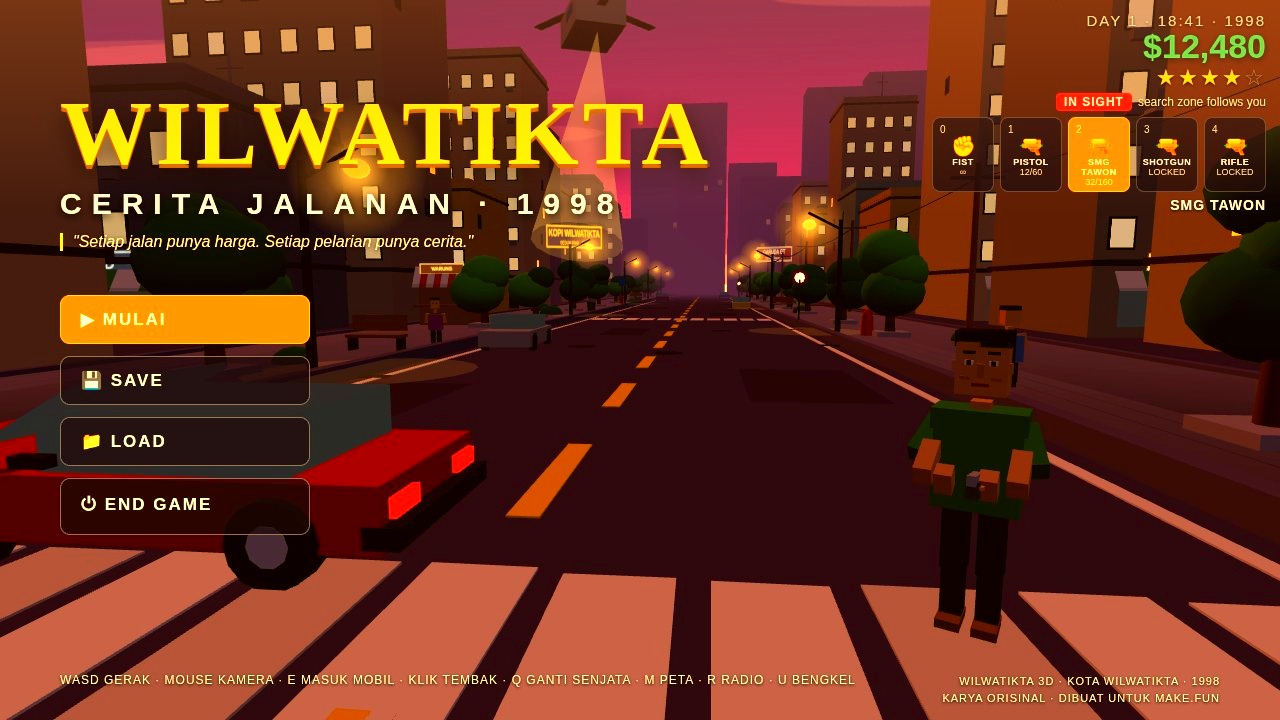 DAY 1 · 18:41 · 1998
$12,480
★★★★☆
IN SIGHT search zone follows you
0 FIST ∞
1 PISTOL 12/60
2 SMG TAWON 32/160
3 SHOTGUN LOCKED
4 RIFLE LOCKED
SMG TAWON
WILWATIKTA
CERITA JALANAN · 1998
"Setiap jalan punya harga. Setiap pelarian punya cerita."
KOPI WILWATIKTA
WARUNG
▶ MULAI
SAVE
LOAD
END GAME
WASD GERAK · MOUSE KAMERA · E MASUK MOBIL · KLIK TEMBAK · Q GANTI SENJATA · M PETA · R RADIO · U BENGKEL
WILWATIKTA 3D · KOTA WILWATIKTA · 1998
KARYA ORISINAL · DIBUAT UNTUK MAKE.FUN